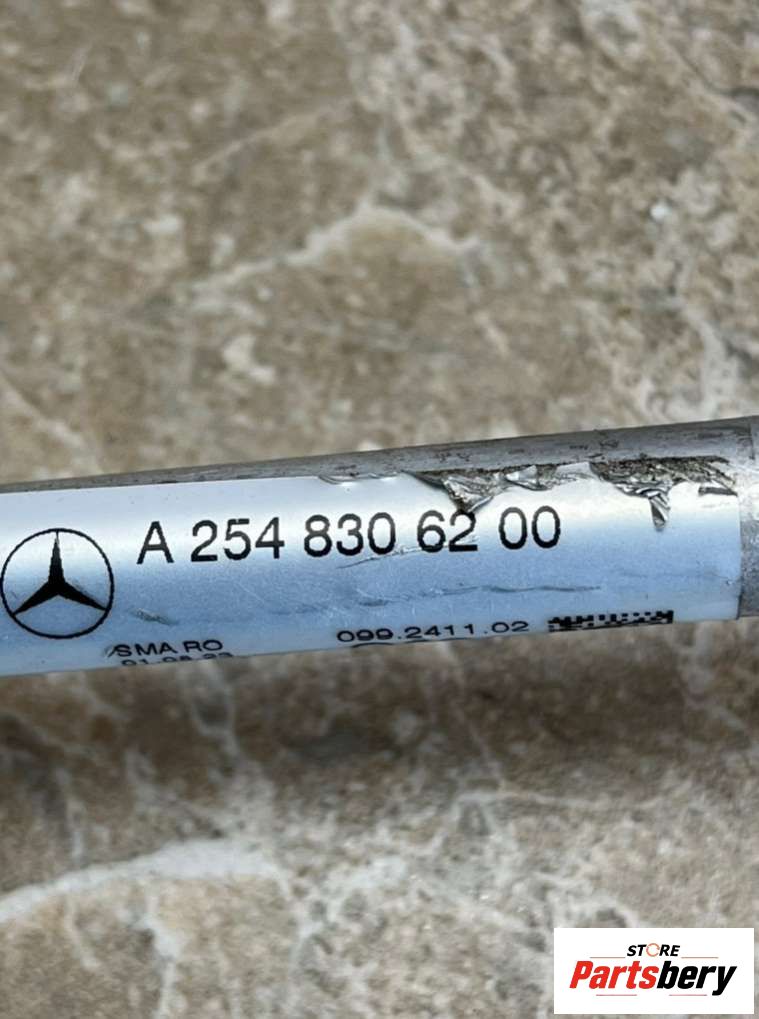 A 254 830 62 00
SMA RO
099.2411.02
STORE
Partsbery